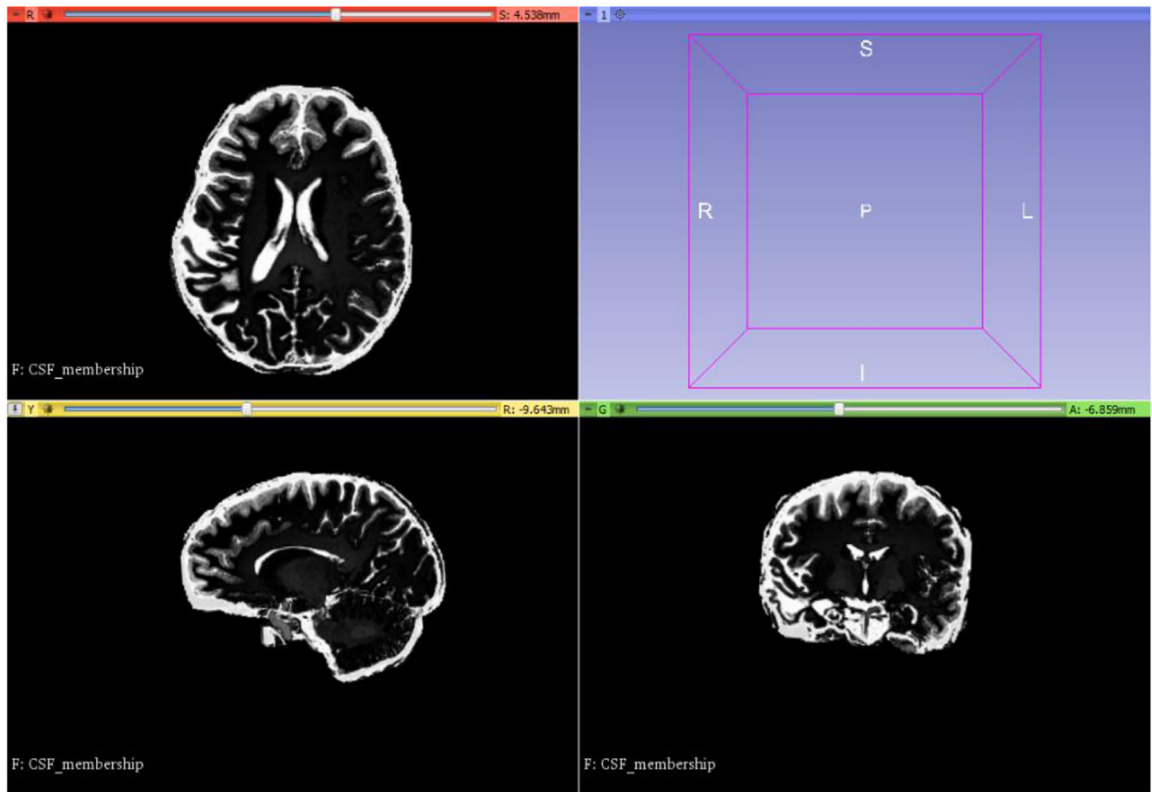 R S: 4.538mm
1
S
R P L
I
F: CSF_membership
Y R: -9.643mm
G A: -6.859mm
F: CSF_membership
F: CSF_membership